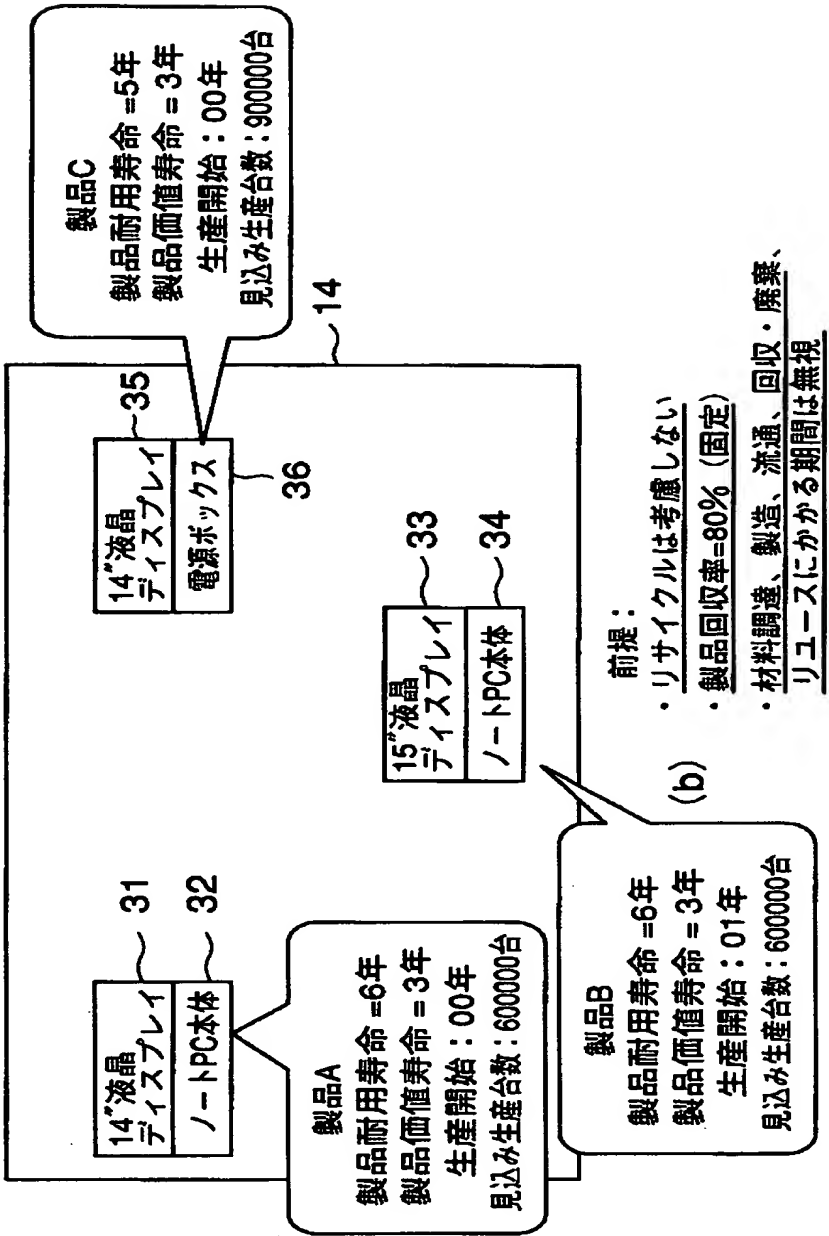 14″液晶
ディスプレイ
31
ノートPC本体
32
製品A
製品耐用寿命=6年
製品価値寿命=3年
生産開始：00年
見込み生産台数：600000台
14″液晶
ディスプレイ
35
電源ボックス
36
製品C
製品耐用寿命=5年
製品価値寿命=3年
生産開始：00年
見込み生産台数：900000台
14
15″液晶
ディスプレイ
33
ノートPC本体
34
製品B
製品耐用寿命=6年
製品価値寿命=3年
生産開始：01年
見込み生産台数：600000台
(b)
前提：
・リサイクルは考慮しない
・製品回収率=80%（固定）
・材料調達、製造、流通、回収・廃棄、
リユースにかかる期間は無視